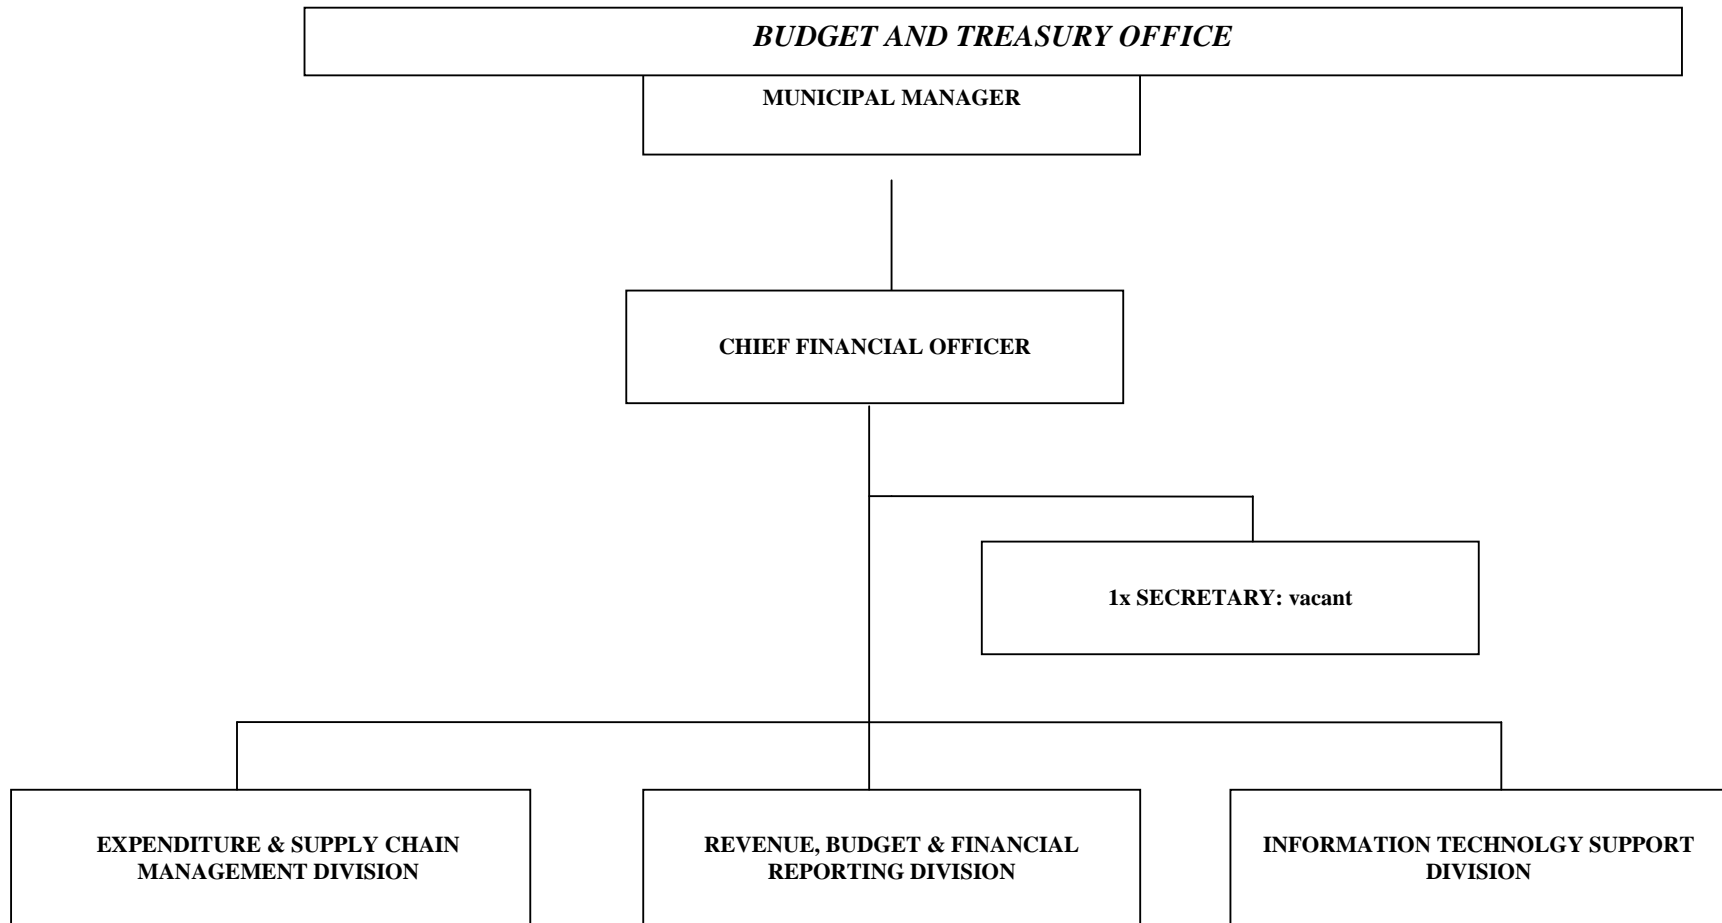 BUDGET AND TREASURY OFFICE
MUNICIPAL MANAGER
CHIEF FINANCIAL OFFICER
1x SECRETARY: vacant
EXPENDITURE & SUPPLY CHAIN
MANAGEMENT DIVISION
REVENUE, BUDGET & FINANCIAL
REPORTING DIVISION
INFORMATION TECHNOLGY SUPPORT
DIVISION